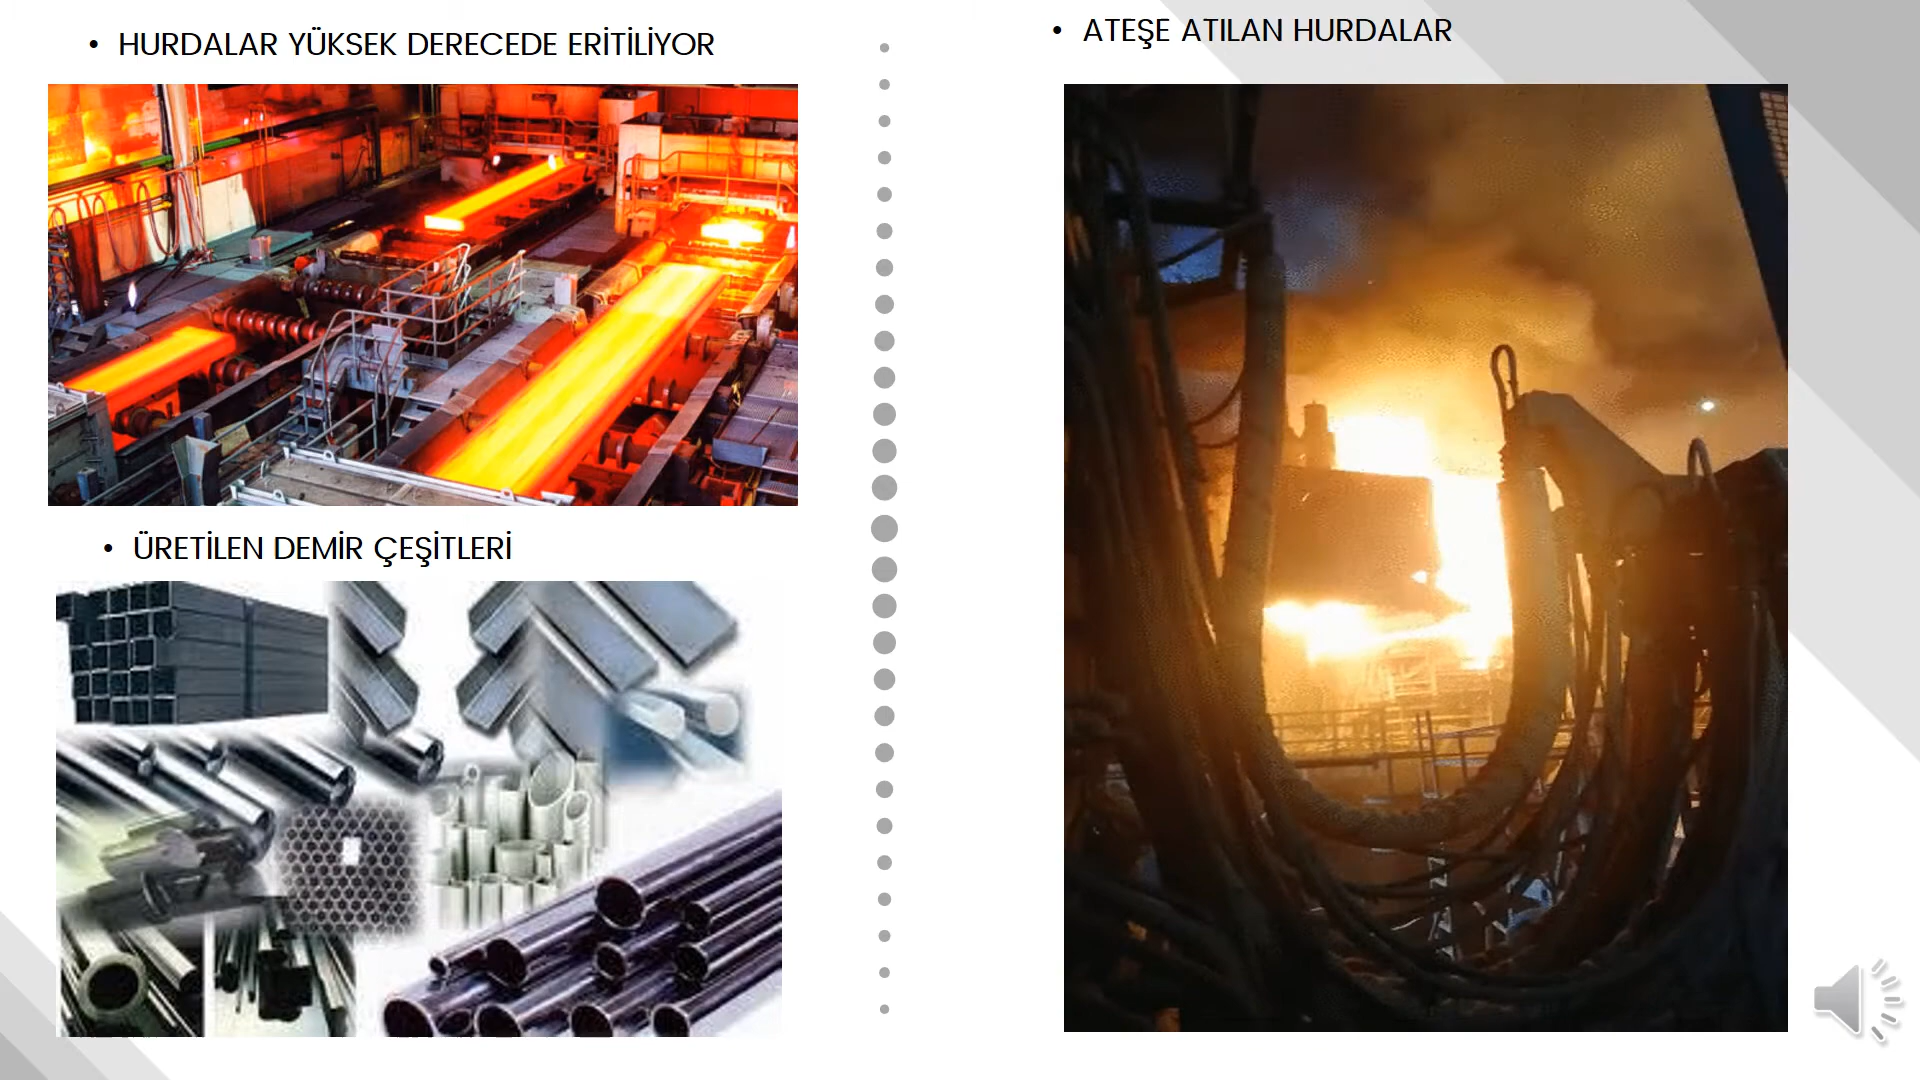 HURDALAR YÜKSEK DERECEDE ERİTİLİYOR
ÜRETİLEN DEMİR ÇEŞİTLERİ
ATEŞE ATILAN HURDALAR